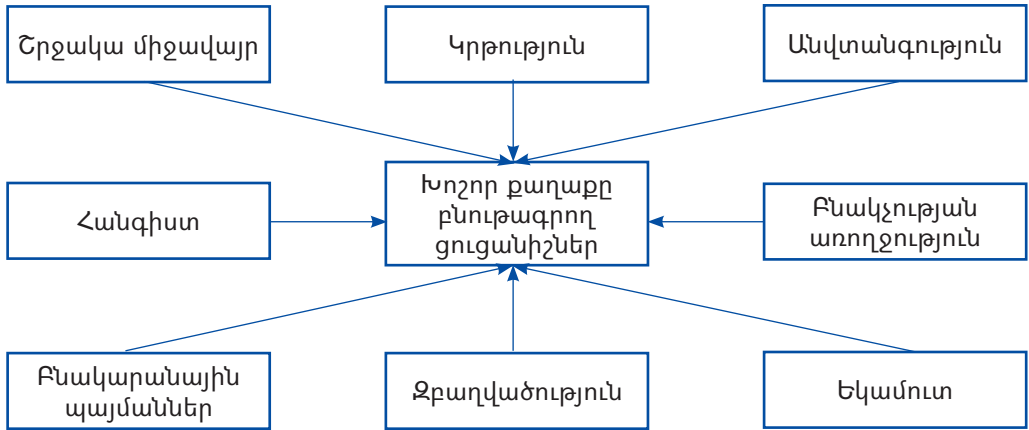 Շրջակա միջավայր
Կրթություն
Անվտանգություն
Հանգիստ
Խոշոր քաղաքը
բնութագրող
ցուցանիշներ
Բնակչության
առողջություն
Բնակարանային
պայմաններ
Զբաղվածություն
Եկամուտ